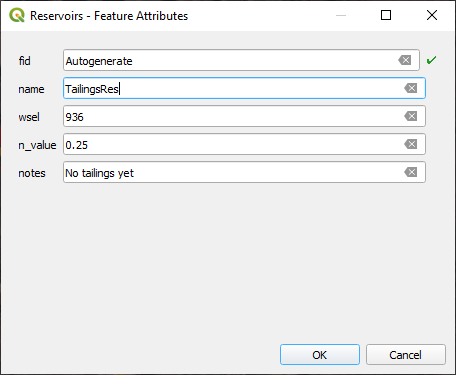 Reservoirs - Feature Attributes
fid Autogenerate
name TailingsRes
wsel 936
n_value 0.25
notes No tailings yet
OK Cancel